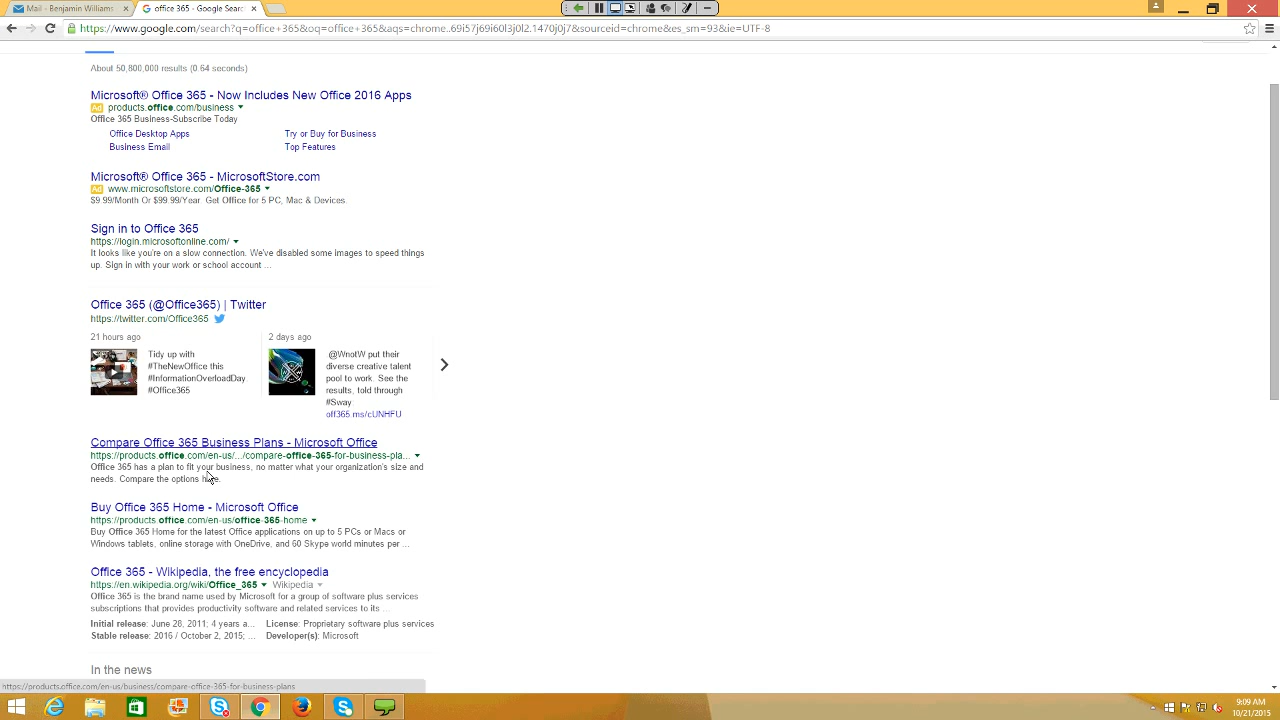 Mail - Benjamin Williams
office 365 - Google Searc
https://www.google.com/search?q=office+365&oq=office+365&aqs=chrome..69i57j69i60l3j0l2.1470j0j7&sourceid=chrome&es_sm=93&ie=UTF-8
About 50,800,000 results (0.64 seconds)
Microsoft® Office 365 - Now Includes New Office 2016 Apps
Ad products.office.com/business
Office 365 Business-Subscribe Today
Office Desktop Apps Try or Buy for Business
Business Email Top Features
Microsoft® Office 365 - MicrosoftStore.com
Ad www.microsoftstore.com/Office-365
$9.99/Month Or $99.99/Year. Get Office for 5 PC, Mac & Devices.
Sign in to Office 365
https://login.microsoftonline.com/
It looks like you're on a slow connection. We've disabled some images to speed things
up. Sign in with your work or school account ...
Office 365 (@Office365) | Twitter
https://twitter.com/Office365
21 hours ago
Tidy up with
#TheNewOffice this
#InformationOverloadDay
#Office365
2 days ago
@WnotW put their
diverse creative talent
pool to work. See the
results, told through
#Sway
off365.ms/cUNHFU
Compare Office 365 Business Plans - Microsoft Office
https://products.office.com/en-us/.../compare-office-365-for-business-pla...
Office 365 has a plan to fit your business, no matter what your organization's size and
needs. Compare the options here.
Buy Office 365 Home - Microsoft Office
https://products.office.com/en-us/office-365-home
Buy Office 365 Home for the latest Office applications on up to 5 PCs or Macs or
Windows tablets, online storage with OneDrive, and 60 Skype world minutes per ...
Office 365 - Wikipedia, the free encyclopedia
https://en.wikipedia.org/wiki/Office_365 Wikipedia
Office 365 is the brand name used by Microsoft for a group of software plus services
subscriptions that provides productivity software and related services to its ...
Initial release: June 28, 2011; 4 years a... License: Proprietary software plus services
Stable release: 2016 / October 2, 2015; ... Developer(s): Microsoft
In the news
https://products.office.com/en-us/business/compare-office-365-for-business-plans
9:09 AM
10/21/2015